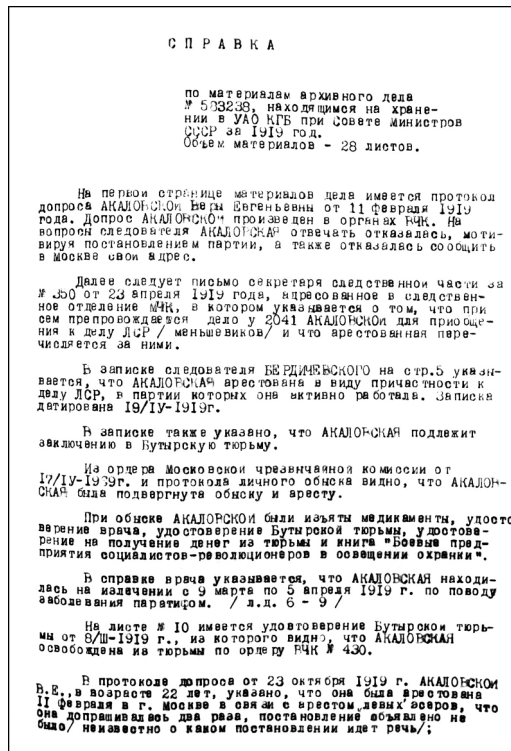 СПРАВКА
по материалам архивного дела
№ 503238, находящимся на хране-
нии в УАО КГБ при Совете Министров
СССР за 1919 год.
Объем материалов - 28 листов.
На первой странице материалов дела имеется протокол
допроса АКАЛОВСКОЙ Веры Евгеньевны от 11 февраля 1919
года. Допрос АКАЛОВСКОЙ произведен в органах ВЧК. На
вопросы следователя АКАЛОВСКАЯ отвечать отказалась, моти-
вируя постановлением партии, а также отказалась сообщить
в Москве свой адрес.
Далее следует письмо секретаря следственной части за
№ 350 от 23 апреля 1919 года, адресованное в следствен-
ное отделение МЧК, в котором указывается о том, что при
сем препровождается дело у 2041 АКАЛОВСКОЙ для приобще-
ния к делу ЛСР / меньшевиков/ и что арестованная пере-
числяется за ними.
В записке следователя БЕРДИЧЕВСКОГО на стр.5 указы-
вается, что АКАЛОВСКАЯ арестована в виду причастности к
делу ЛСР, в партии которых она активно работала. Записка
датирована 19/IУ-1919г.
В записке также указано, что АКАЛОВСКАЯ подлежит
заключению в Бутырскую тюрьму.
Из ордера Московской чрезвычайной комиссии от
17/IУ-1919г. и протокола личного обыска видно, что АКАЛОВ-
СКАЯ была подвергнута обыску и аресту.
При обыске АКАЛОВСКОЙ были изъяты медикаменты, удосто
верение врача, удостоверение Бутырской тюрьмы, удостове-
рение на получение денег из тюрьмы и книга "Боевые пред-
приятия социалистов-революционеров в освещении охранки".
В справке врача указывается, что АКАЛОВСКАЯ находи-
лась на излечении с 9 марта по 5 апреля 1919 г. по поводу
заболевания паратифом. / л.д. 6 - 9 /
На листе № 10 имеется удовтоверение Бутырской тюрь-
мы от 8/Ш-1919 г., из которого видно, что АКАЛОВСКАЯ
освобождена из тюрьмы по ордеру ВЧК № 430.
В протоколе допроса от 23 октября 1919 г. АКАЛОВСКОЙ
В.Е., в возрасте 22 лет, указано, что она была арестована
II февраля в г. Москве в связи с арестом "левых" эсеров, что
она допрашивалась два раза, постановление объявлено не
было/ неизвестно о каком постановлении идет речь/;